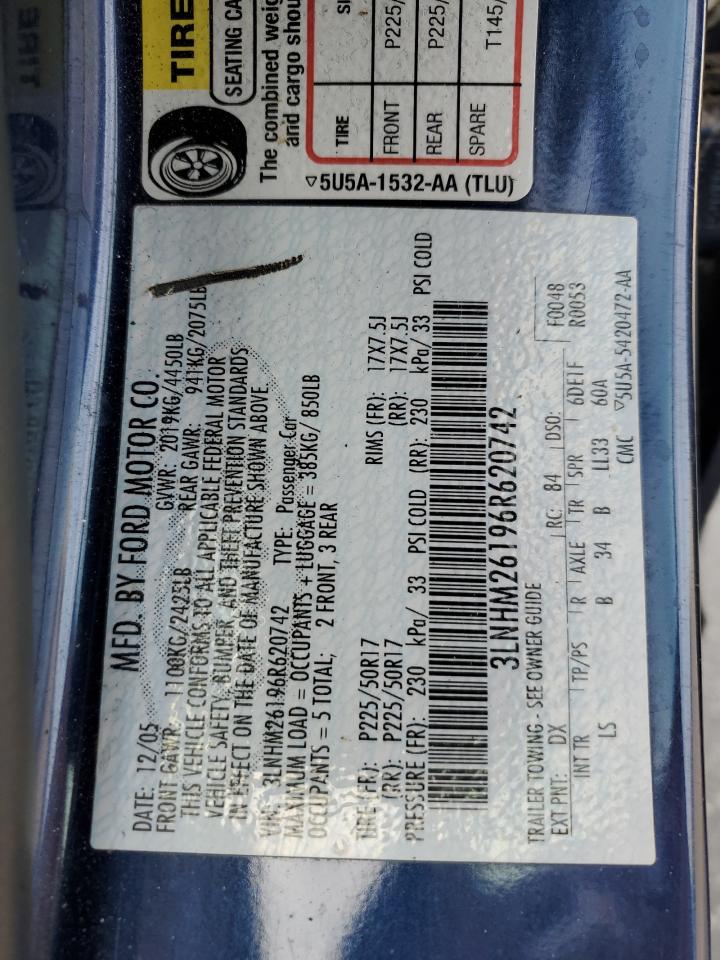 TIRE
SEATING CA
The combined weig
and cargo shou
TIRE SI
FRONT P225/
REAR P225/
SPARE T145/
▽5U5A-1532-AA (TLU)
MFD. BY FORD MOTOR CO.
DATE: 12/05 GVWR: 2019KG/4450LB
FRONT GAWR: 1100KG/2425LB REAR GAWR: 941KG/2075LB
THIS VEHICLE CONFORMS TO ALL APPLICABLE FEDERAL MOTOR
VEHICLE SAFETY, BUMPER, AND THEFT PREVENTION STANDARDS
IN EFFECT ON THE DATE OF MANUFACTURE SHOWN ABOVE.
VIN: 3LNHM26196R620742 TYPE: Passenger Car
MAXIMUM LOAD = OCCUPANTS + LUGGAGE = 385KG/ 850LB
OCCUPANTS = 5 TOTAL; 2 FRONT, 3 REAR
TIRE (FR): P225/50R17 RIMS (FR): 17X7.5J
(RR): P225/50R17 (RR): 17X7.5J
PRESSURE (FR): 230 kPa/ 33 PSI COLD (RR): 230 kPa/ 33 PSI COLD
3LNHM26196R620742
TRAILER TOWING - SEE OWNER GUIDE F0048
EXT PNT: DX RC: 84 DSO: R0053
INT TR TP/PS R AXLE TR SPR 6DE1F
LS B 34 B LL33 60A
CMC ▽5U5A-5420472-AA